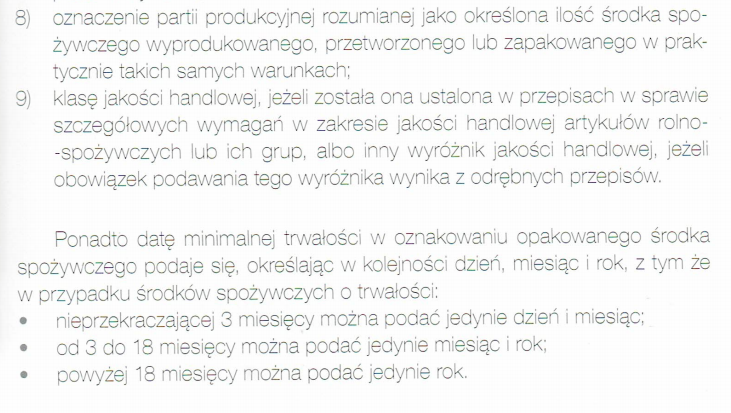 8) oznaczenie partii produkcyjnej rozumianej jako określona ilość środka spo-
żywczego wyprodukowanego, przetworzonego lub zapakowanego w prak-
tycznie takich samych warunkach;
9) klasę jakości handlowej, jeżeli została ona ustalona w przepisach w sprawie
szczegółowych wymagań w zakresie jakości handlowej artykułów rolno-
-spożywczych lub ich grup, albo inny wyróżnik jakości handlowej, jeżeli
obowiązek podawania tego wyróżnika wynika z odrębnych przepisów.
Ponadto datę minimalnej trwałości w oznakowaniu opakowanego środka
spożywczego podaje się, określając w kolejności dzień, miesiąc i rok, z tym że
w przypadku środków spożywczych o trwałości:
• nieprzekraczającej 3 miesięcy można podać jedynie dzień i miesiąc;
• od 3 do 18 miesięcy można podać jedynie miesiąc i rok;
• powyżej 18 miesięcy można podać jedynie rok.